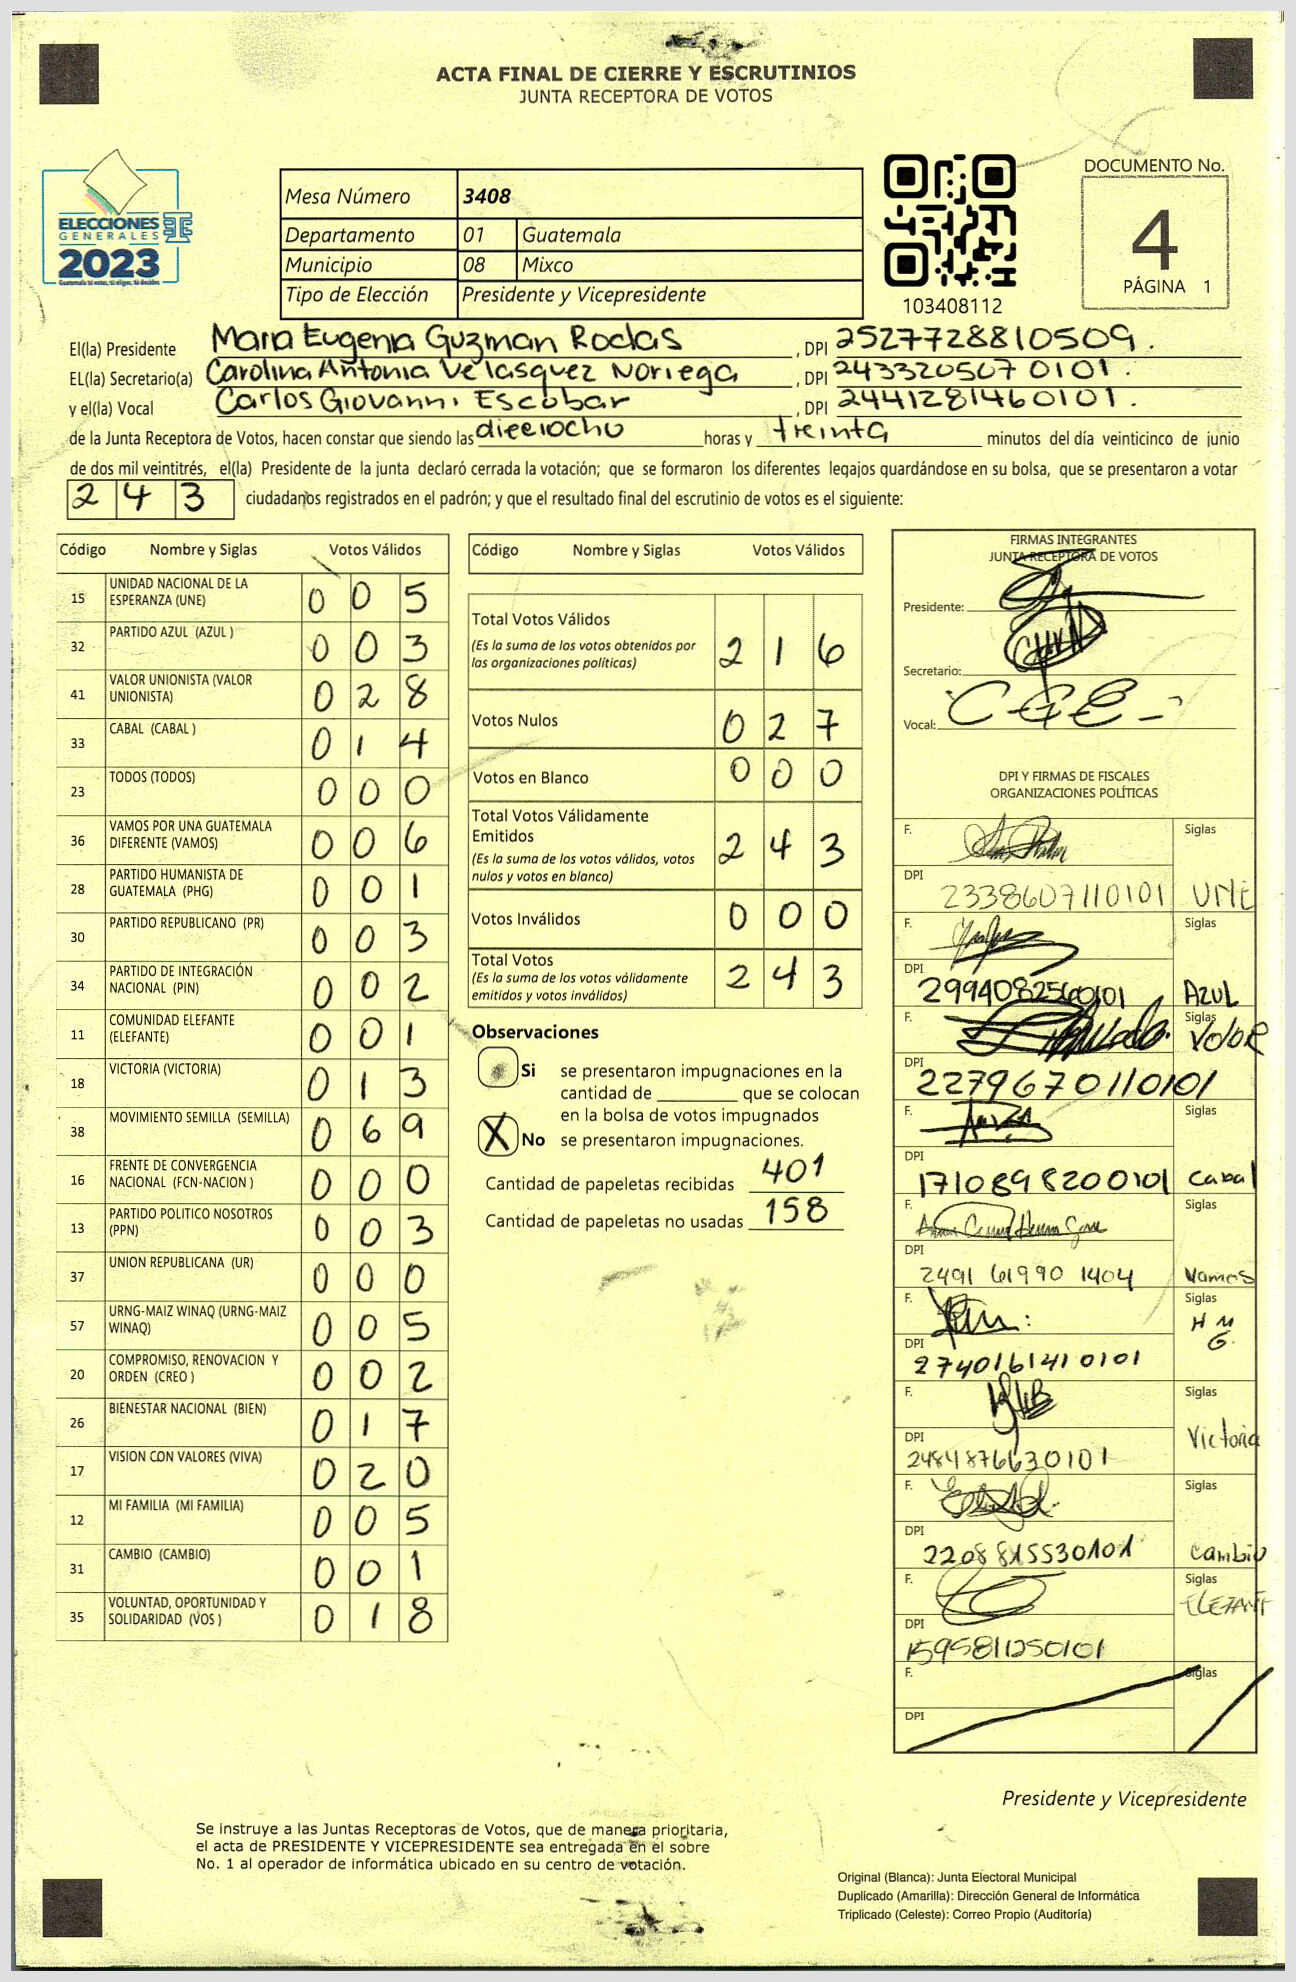 ACTA FINAL DE CIERRE Y ESCRUTINIOS
JUNTA RECEPTORA DE VOTOS
ELECCIONES
GENERALES
2023
Guatemala tú votas, tú eliges, tú decides
Mesa Número 3408
Departamento 01 Guatemala
Municipio 08 Mixco
Tipo de Elección Presidente y Vicepresidente
103408112
DOCUMENTO No.
4
PÁGINA 1
El(la) Presidente Maria Eugenia Guzman Rodas, DPI 2527728810509.
EL(la) Secretario(a) Carolina Antonia Velasquez Noriega, DPI 2433205070101.
y el(la) Vocal Carlos Giovanni Escobar, DPI 2441281460101.
de la Junta Receptora de Votos, hacen constar que siendo las dieciocho horas y treinta minutos del día veinticinco de junio
de dos mil veintitrés, el(la) Presidente de la junta declaró cerrada la votación; que se formaron los diferentes legajos quardándose en su bolsa, que se presentaron a votar
2 4 3 ciudadanos registrados en el padrón; y que el resultado final del escrutinio de votos es el siguiente:
Código Nombre y Siglas Votos Válidos
15 UNIDAD NACIONAL DE LA ESPERANZA (UNE) 0 0 5
32 PARTIDO AZUL (AZUL ) 0 0 3
41 VALOR UNIONISTA (VALOR UNIONISTA) 0 2 8
33 CABAL (CABAL ) 0 1 4
23 TODOS (TODOS) 0 0 0
36 VAMOS POR UNA GUATEMALA DIFERENTE (VAMOS) 0 0 6
28 PARTIDO HUMANISTA DE GUATEMALA (PHG) 0 0 1
30 PARTIDO REPUBLICANO (PR) 0 0 3
34 PARTIDO DE INTEGRACIÓN NACIONAL (PIN) 0 0 2
11 COMUNIDAD ELEFANTE (ELEFANTE) 0 0 1
18 VICTORIA (VICTORIA) 0 1 3
38 MOVIMIENTO SEMILLA (SEMILLA) 0 6 9
16 FRENTE DE CONVERGENCIA NACIONAL (FCN-NACION ) 0 0 0
13 PARTIDO POLITICO NOSOTROS (PPN) 0 0 3
37 UNION REPUBLICANA (UR) 0 0 0
57 URNG-MAIZ WINAQ (URNG-MAIZ WINAQ) 0 0 5
20 COMPROMISO, RENOVACION Y ORDEN (CREO ) 0 0 2
26 BIENESTAR NACIONAL (BIEN) 0 1 7
17 VISION CON VALORES (VIVA) 0 2 0
12 MI FAMILIA (MI FAMILIA) 0 0 5
31 CAMBIO (CAMBIO) 0 0 1
35 VOLUNTAD, OPORTUNIDAD Y SOLIDARIDAD (VOS ) 0 1 8
Código Nombre y Siglas Votos Válidos
Total Votos Válidos 2 1 6
(Es la suma de los votos obtenidos por
las organizaciones políticas)
Votos Nulos 0 2 7
Votos en Blanco 0 0 0
Total Votos Válidamente
Emitidos 2 4 3
(Es la suma de los votos válidos, votos
nulos y votos en blanco)
Votos Inválidos 0 0 0
Total Votos 2 4 3
(Es la suma de los votos válidamente
emitidos y votos inválidos)
Observaciones
Si se presentaron impugnaciones en la
cantidad de ________ que se colocan
en la bolsa de votos impugnados
X No se presentaron impugnaciones.
Cantidad de papeletas recibidas 401
Cantidad de papeletas no usadas 158
FIRMAS INTEGRANTES
JUNTA RECEPTORA DE VOTOS
Presidente:
Secretario:
Vocal:
DPI Y FIRMAS DE FISCALES
ORGANIZACIONES POLÍTICAS
F. Siglas
DPI 2338607110101 UNE
F. Siglas
DPI 2994082560101 AZUL
F. Siglas VALOR
DPI 2279670110101
F. Siglas
DPI 1710898200101 Cabal
F. Siglas
DPI 2491 61990 1404 Vamos
F. Siglas
H M
G.
DPI 2740161410101
F. Siglas
Victoria
DPI 2484876630101
F. Siglas
DPI 2208815530101 Cambio
F. Siglas
ELEFANT
DPI 1595811250101
F. Siglas
DPI
Presidente y Vicepresidente
Se instruye a las Juntas Receptoras de Votos, que de manera prioritaria,
el acta de PRESIDENTE Y VICEPRESIDENTE sea entregada en el sobre
No. 1 al operador de informática ubicado en su centro de votación.
Original (Blanca): Junta Electoral Municipal
Duplicado (Amarilla): Dirección General de Informática
Triplicado (Celeste): Correo Propio (Auditoría)